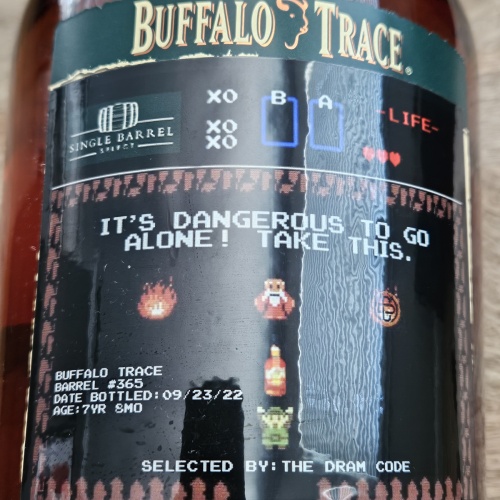 BUFFALO TRACE®
SINGLE BARREL
SELECT
X0
X0
X0
B A
-LIFE-
IT'S DANGEROUS TO GO
ALONE! TAKE THIS.
BUFFALO TRACE
BARREL #365
DATE BOTTLED:09/23/22
AGE:7YR 8MO
SELECTED BY:THE DRAM CODE